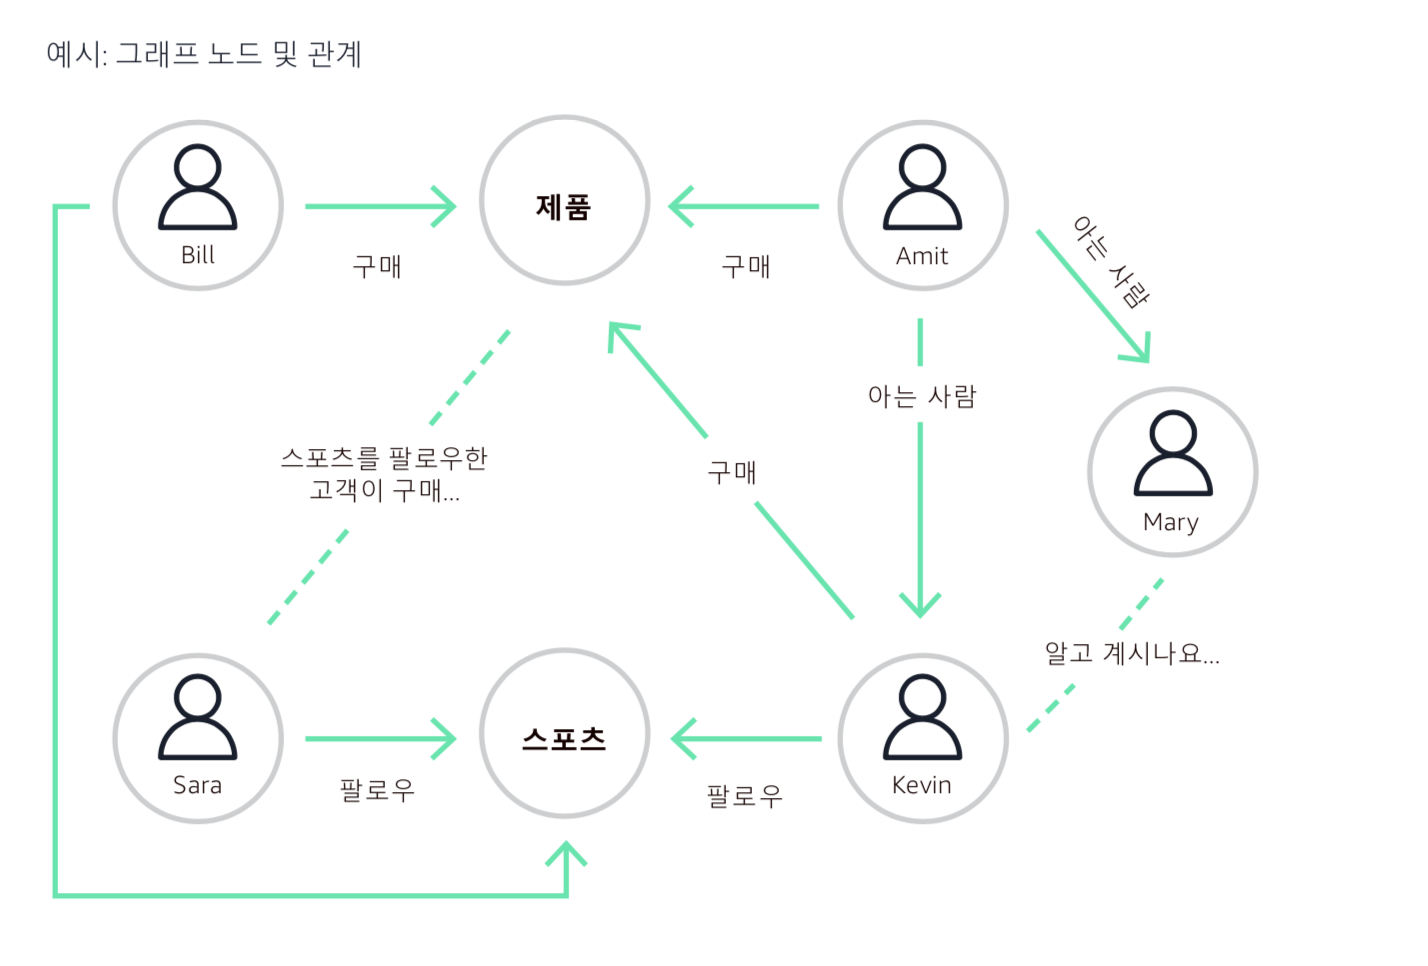 예시: 그래프 노드 및 관계
Bill
구매
제품
구매
Amit
아는 사람
아는 사람
스포츠를 팔로우한
고객이 구매...
구매
Mary
알고 계시나요...
Sara
팔로우
스포츠
팔로우
Kevin